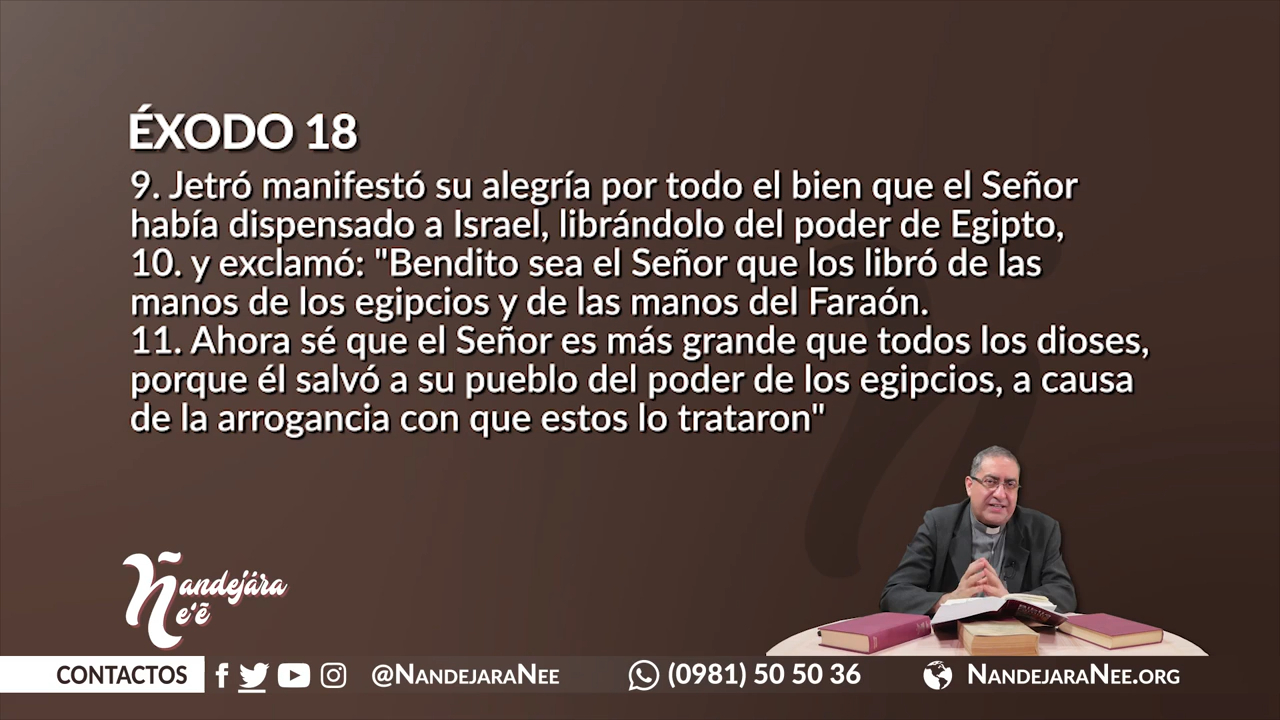 ÉXODO 18
9. Jetró manifestó su alegría por todo el bien que el Señor
había dispensado a Israel, librándolo del poder de Egipto,
10. y exclamó: "Bendito sea el Señor que los libró de las
manos de los egipcios y de las manos del Faraón.
11. Ahora sé que el Señor es más grande que todos los dioses,
porque él salvó a su pueblo del poder de los egipcios, a causa
de la arrogancia con que estos lo trataron"
Ñandejára
Ñe'ẽ
CONTACTOS
@NANDEJARANEE
(0981) 50 50 36
NANDEJARANEE.ORG